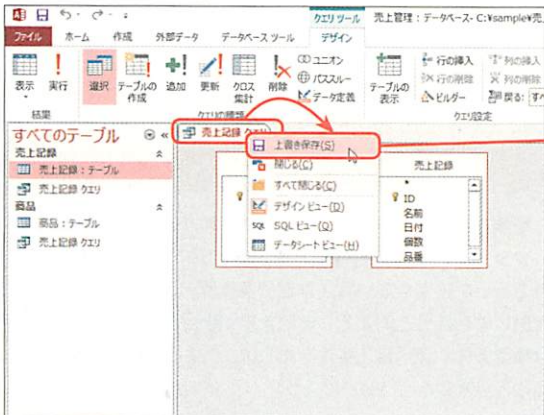 クエリ ツール 売上管理 : データベース- C:¥sample¥売
ファイル ホーム 作成 外部データ データベース ツール デザイン
表示 実行 選択 テーブルの作成 追加 更新 クロス集計 削除
ユニオン
パススルー
データ定義
テーブルの表示
行の挿入 列の挿入
行の削除 列の削除
ビルダー 戻る:
結果 クエリの種類 クエリ設定
すべてのテーブル
売上記録
売上記録 : テーブル
売上記録 クエリ
商品
商品 : テーブル
売上記録 クエリ
売上記録 クエリ
上書き保存(S)
閉じる(C)
すべて閉じる(C)
デザイン ビュー(D)
SQL SQL ビュー(Q)
データシート ビュー(H)
売上記録
*
ID
名前
日付
個数
品番